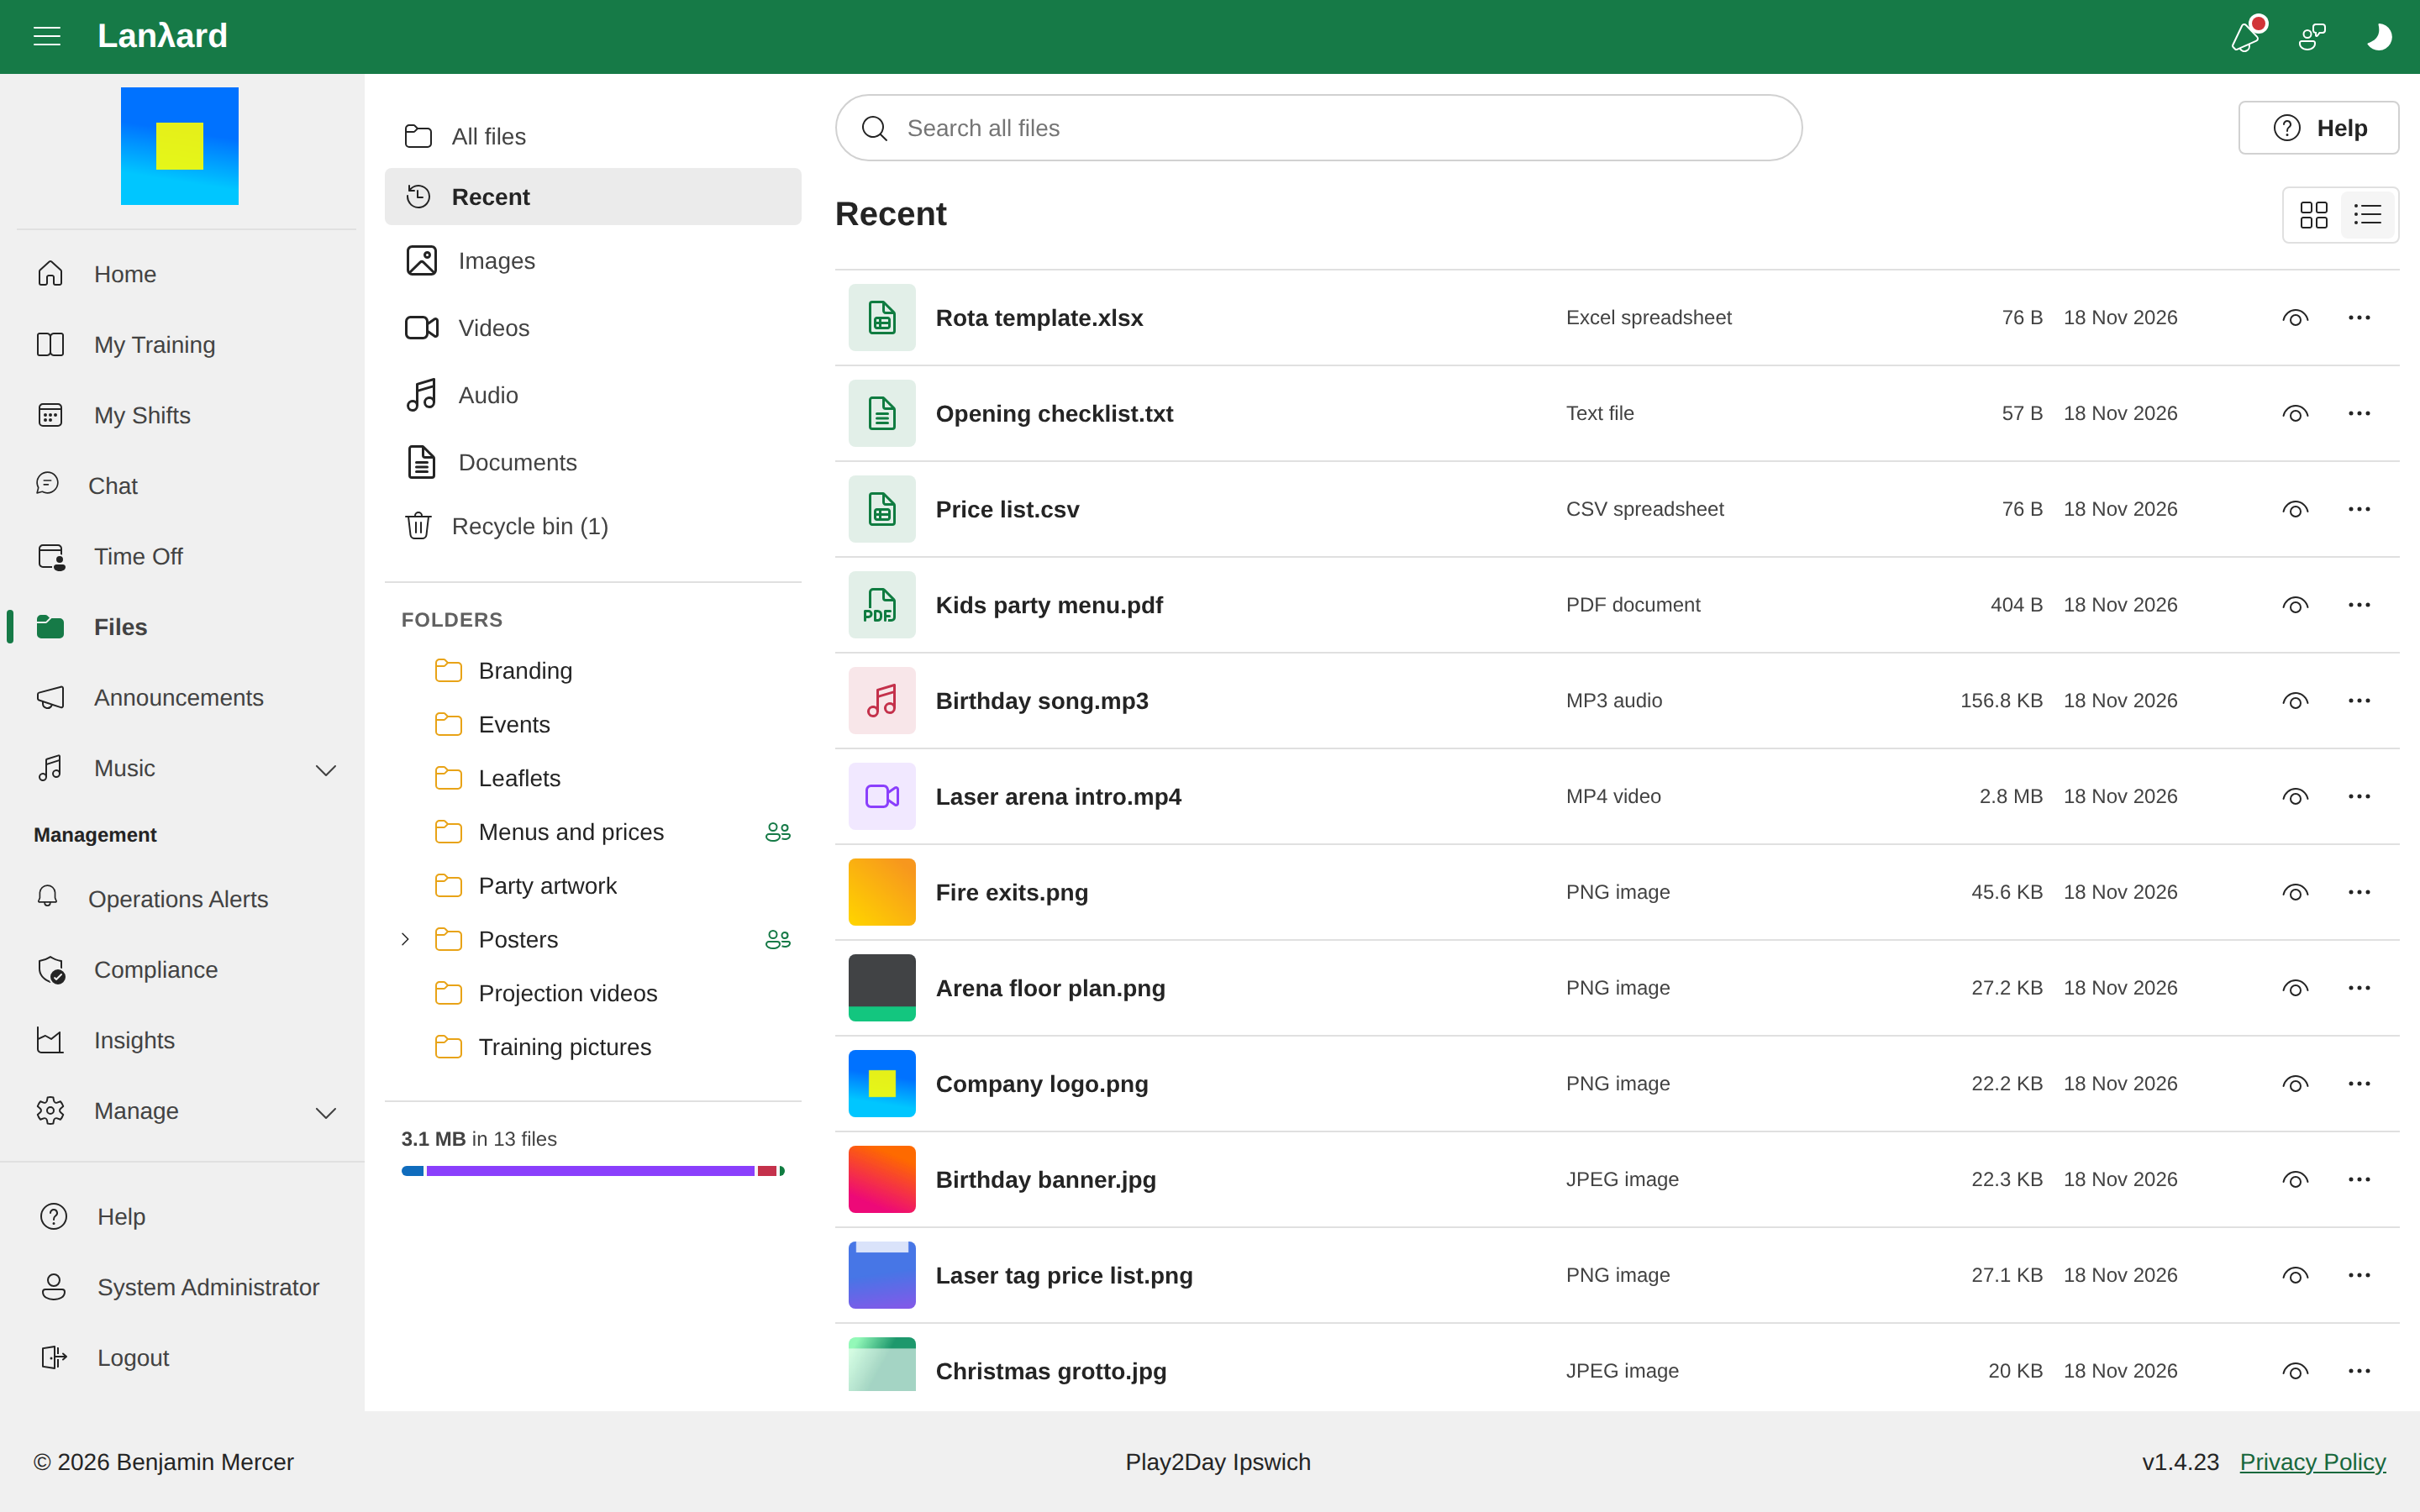 Lanλard
Home
My Training
My Shifts
Chat
Time Off
Files
Announcements
Music
Management
Operations Alerts
Compliance
Insights
Manage
Help
System Administrator
Logout
All files
Recent
Images
Videos
Audio
Documents
Recycle bin (1)
FOLDERS
Branding
Events
Leaflets
Menus and prices
Party artwork
Posters
Projection videos
Training pictures
3.1 MB in 13 files
Search all files
Help
Recent
Rota template.xlsx Excel spreadsheet 76 B 18 Nov 2026
Opening checklist.txt Text file 57 B 18 Nov 2026
Price list.csv CSV spreadsheet 76 B 18 Nov 2026
PDF Kids party menu.pdf PDF document 404 B 18 Nov 2026
Birthday song.mp3 MP3 audio 156.8 KB 18 Nov 2026
Laser arena intro.mp4 MP4 video 2.8 MB 18 Nov 2026
Fire exits.png PNG image 45.6 KB 18 Nov 2026
Arena floor plan.png PNG image 27.2 KB 18 Nov 2026
Company logo.png PNG image 22.2 KB 18 Nov 2026
Birthday banner.jpg JPEG image 22.3 KB 18 Nov 2026
Laser tag price list.png PNG image 27.1 KB 18 Nov 2026
Christmas grotto.jpg JPEG image 20 KB 18 Nov 2026
© 2026 Benjamin Mercer
Play2Day Ipswich
v1.4.23 Privacy Policy